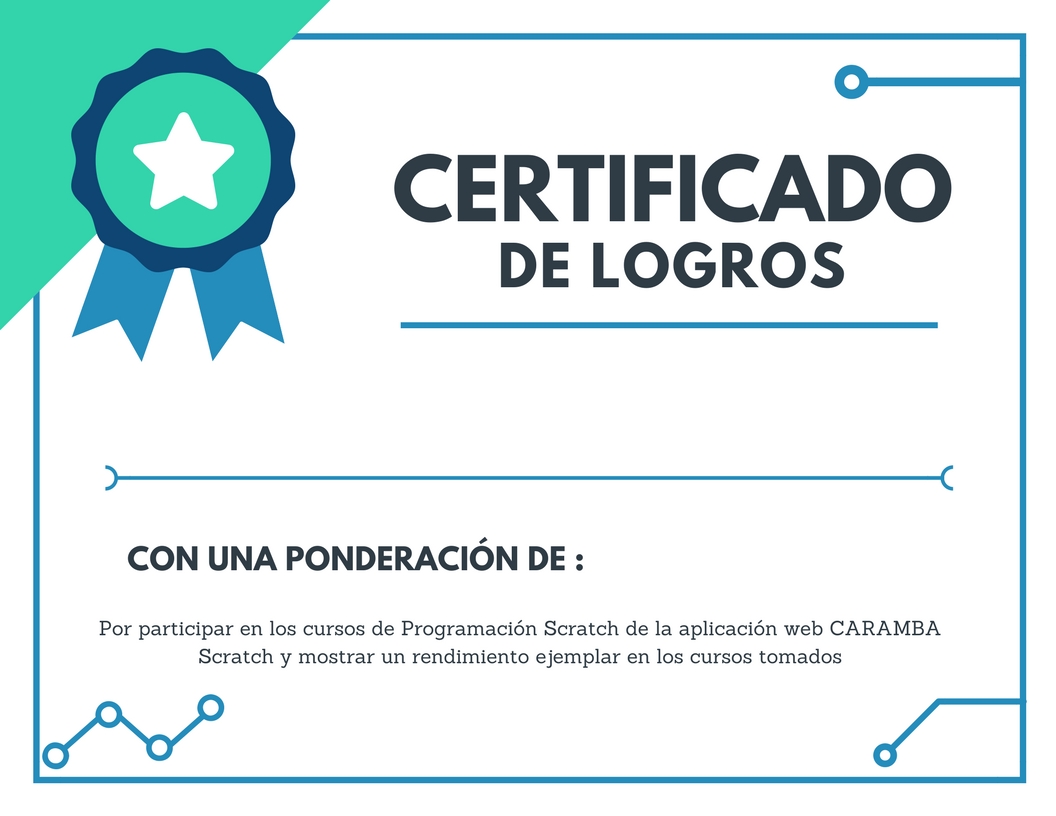 CERTIFICADO
DE LOGROS
CON UNA PONDERACIÓN DE :
Por participar en los cursos de Programación Scratch de la aplicación web CARAMBA
Scratch y mostrar un rendimiento ejemplar en los cursos tomados